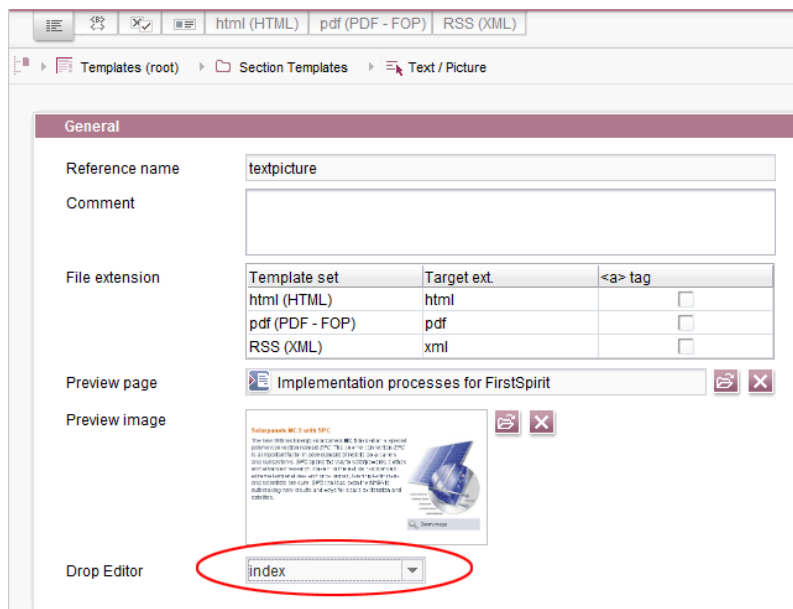 html (HTML) pdf (PDF - FOP) RSS (XML)
Templates (root) Section Templates Text / Picture
General
Reference name textpicture
Comment
File extension Template set Target ext. <a> tag
html (HTML) html
pdf (PDF - FOP) pdf
RSS (XML) xml
Preview page Implementation processes for FirstSpirit
Preview image
Solarpanels MC 5 with SPC
Drop Editor index